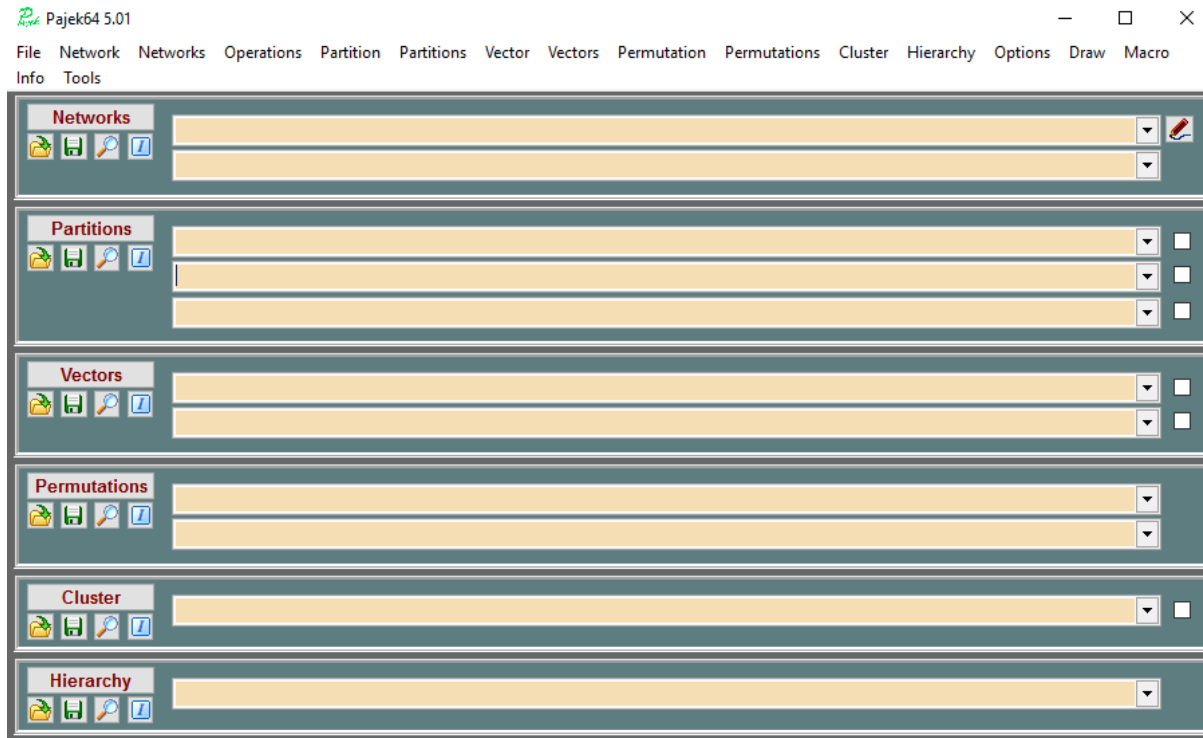 Pajek64 5.01
File Network Networks Operations Partition Partitions Vector Vectors Permutation Permutations Cluster Hierarchy Options Draw Macro
Info Tools
Networks
Partitions
Vectors
Permutations
Cluster
Hierarchy